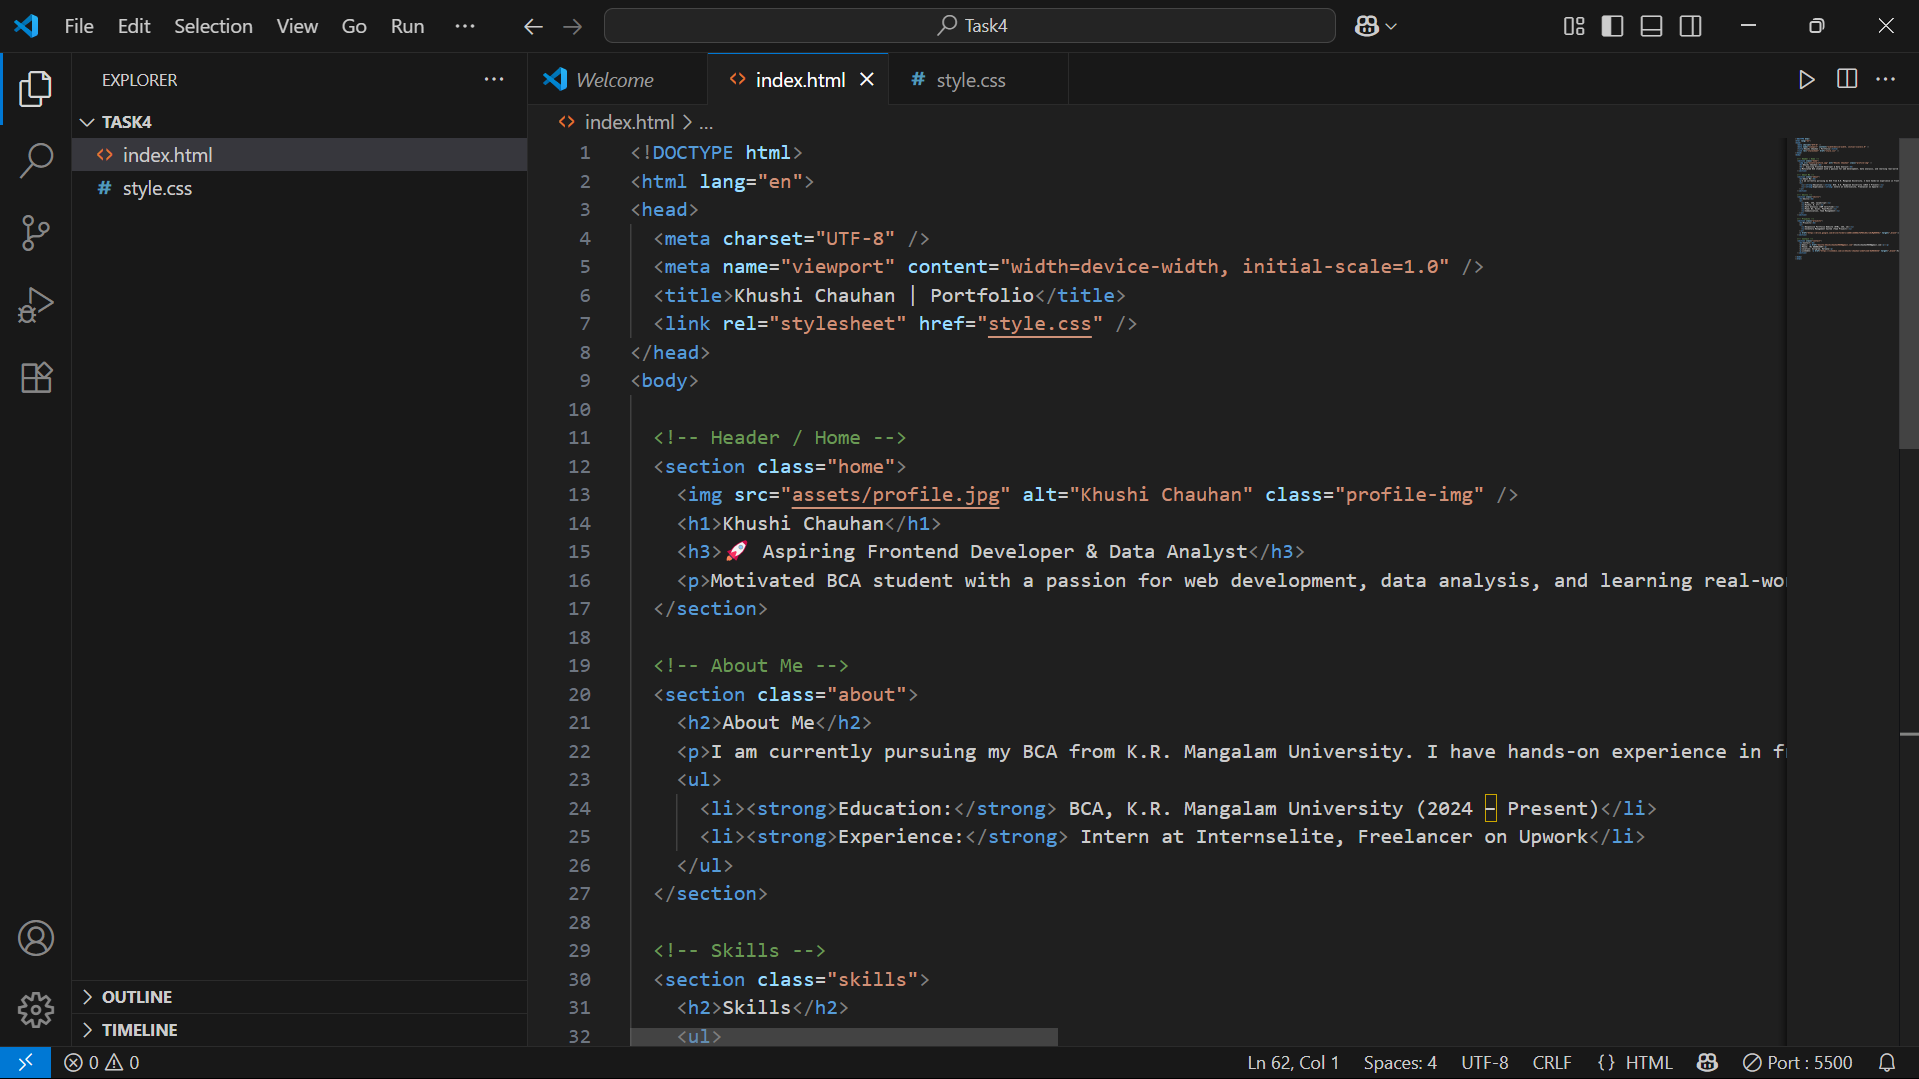 File Edit Selection View Go Run ··· Task4
EXPLORER ···
TASK4
index.html
style.css
OUTLINE
TIMELINE
Welcome index.html style.css ···
index.html > ...
1 <!DOCTYPE html>
2 <html lang="en">
3 <head>
4 <meta charset="UTF-8" />
5 <meta name="viewport" content="width=device-width, initial-scale=1.0" />
6 <title>Khushi Chauhan | Portfolio</title>
7 <link rel="stylesheet" href="style.css" />
8 </head>
9 <body>
10
11 <!-- Header / Home -->
12 <section class="home">
13 <img src="assets/profile.jpg" alt="Khushi Chauhan" class="profile-img" />
14 <h1>Khushi Chauhan</h1>
15 <h3>🚀 Aspiring Frontend Developer & Data Analyst</h3>
16 <p>Motivated BCA student with a passion for web development, data analysis, and learning
17 </section>
18
19 <!-- About Me -->
20 <section class="about">
21 <h2>About Me</h2>
22 <p>I am currently pursuing my BCA from K.R. Mangalam University. I have hands-on experience in
23 <ul>
24 <li><strong>Education:</strong> BCA, K.R. Mangalam University (2024 – Present)</li>
25 <li><strong>Experience:</strong> Intern at Internselite, Freelancer on Upwork</li>
26 </ul>
27 </section>
28
29 <!-- Skills -->
30 <section class="skills">
31 <h2>Skills</h2>
32 <ul>
0 0 Ln 62, Col 1 Spaces: 4 UTF-8 CRLF {} HTML Port : 5500